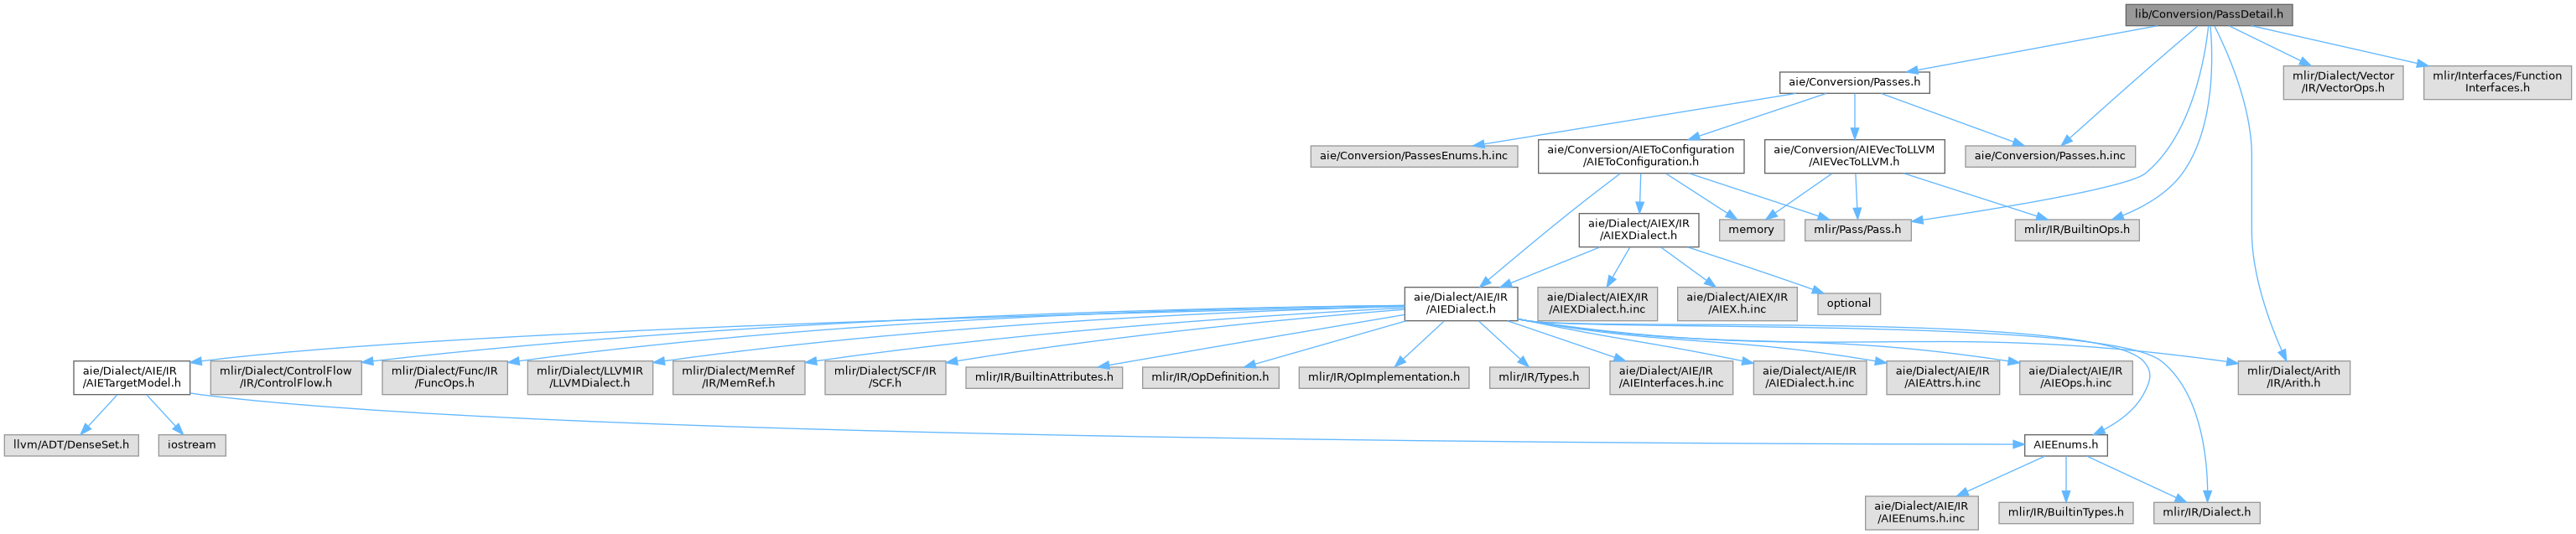 lib/Conversion/PassDetail.h
aie/Conversion/Passes.h
mlir/Dialect/Vector
/IR/VectorOps.h
mlir/Interfaces/Function
Interfaces.h
aie/Conversion/PassesEnums.h.inc
aie/Conversion/AIEToConfiguration
/AIEToConfiguration.h
aie/Conversion/AIEVecToLLVM
/AIEVecToLLVM.h
aie/Conversion/Passes.h.inc
aie/Dialect/AIEX/IR
/AIEXDialect.h
memory
mlir/Pass/Pass.h
mlir/IR/BuiltinOps.h
aie/Dialect/AIE/IR
/AIEDialect.h
aie/Dialect/AIEX/IR
/AIEXDialect.h.inc
aie/Dialect/AIEX/IR
/AIEX.h.inc
optional
aie/Dialect/AIE/IR
/AIETargetModel.h
mlir/Dialect/ControlFlow
/IR/ControlFlow.h
mlir/Dialect/Func/IR
/FuncOps.h
mlir/Dialect/LLVMIR
/LLVMDialect.h
mlir/Dialect/MemRef
/IR/MemRef.h
mlir/Dialect/SCF/IR
/SCF.h
mlir/IR/BuiltinAttributes.h
mlir/IR/OpDefinition.h
mlir/IR/OpImplementation.h
mlir/IR/Types.h
aie/Dialect/AIE/IR
/AIEInterfaces.h.inc
aie/Dialect/AIE/IR
/AIEDialect.h.inc
aie/Dialect/AIE/IR
/AIEAttrs.h.inc
aie/Dialect/AIE/IR
/AIEOps.h.inc
mlir/Dialect/Arith
/IR/Arith.h
llvm/ADT/DenseSet.h
iostream
AIEEnums.h
aie/Dialect/AIE/IR
/AIEEnums.h.inc
mlir/IR/BuiltinTypes.h
mlir/IR/Dialect.h